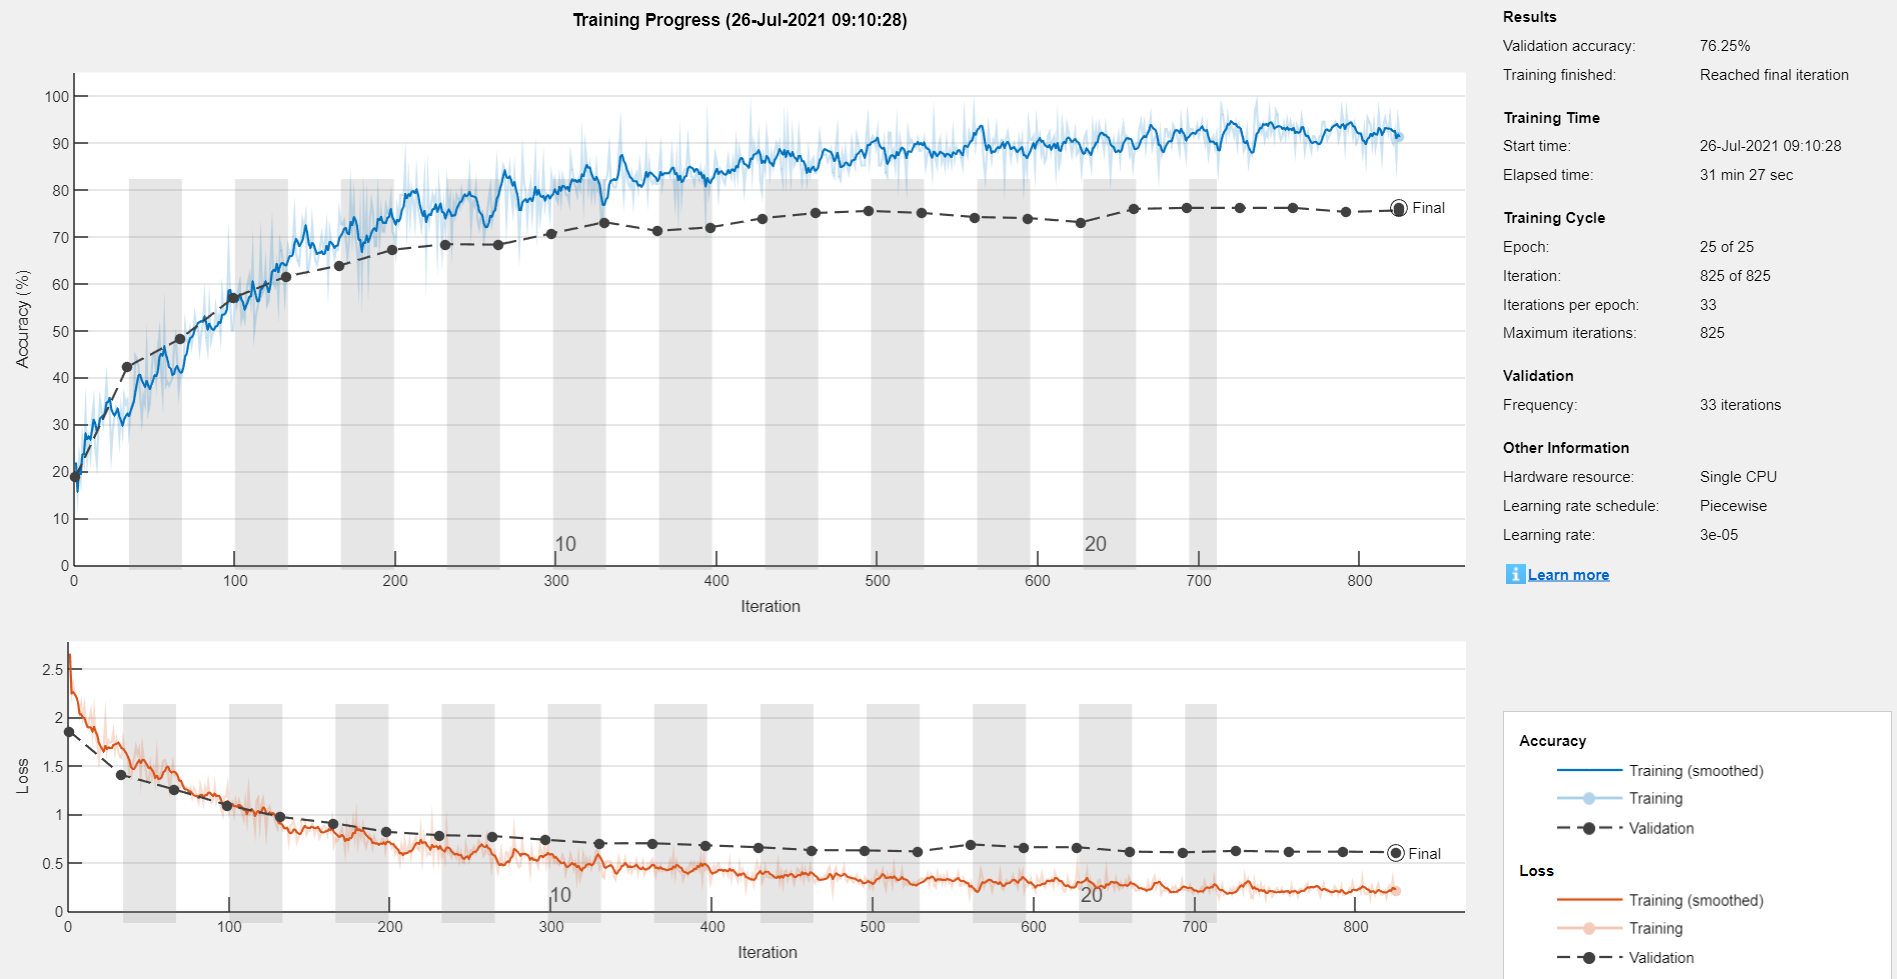 Training Progress (26-Jul-2021 09:10:28)
100
90
80
70
60
50
40
30
20
10
0
Accuracy (%)
Final
10
20
0 100 200 300 400 500 600 700 800
Iteration
2.5
2
1.5
1
0.5
0
Loss
Final
10
20
0 100 200 300 400 500 600 700 800
Iteration
Results
Validation accuracy: 76.25%
Training finished: Reached final iteration
Training Time
Start time: 26-Jul-2021 09:10:28
Elapsed time: 31 min 27 sec
Training Cycle
Epoch: 25 of 25
Iteration: 825 of 825
Iterations per epoch: 33
Maximum iterations: 825
Validation
Frequency: 33 iterations
Other Information
Hardware resource: Single CPU
Learning rate schedule: Piecewise
Learning rate: 3e-05
i Learn more
Accuracy
Training (smoothed)
Training
Validation
Loss
Training (smoothed)
Training
Validation